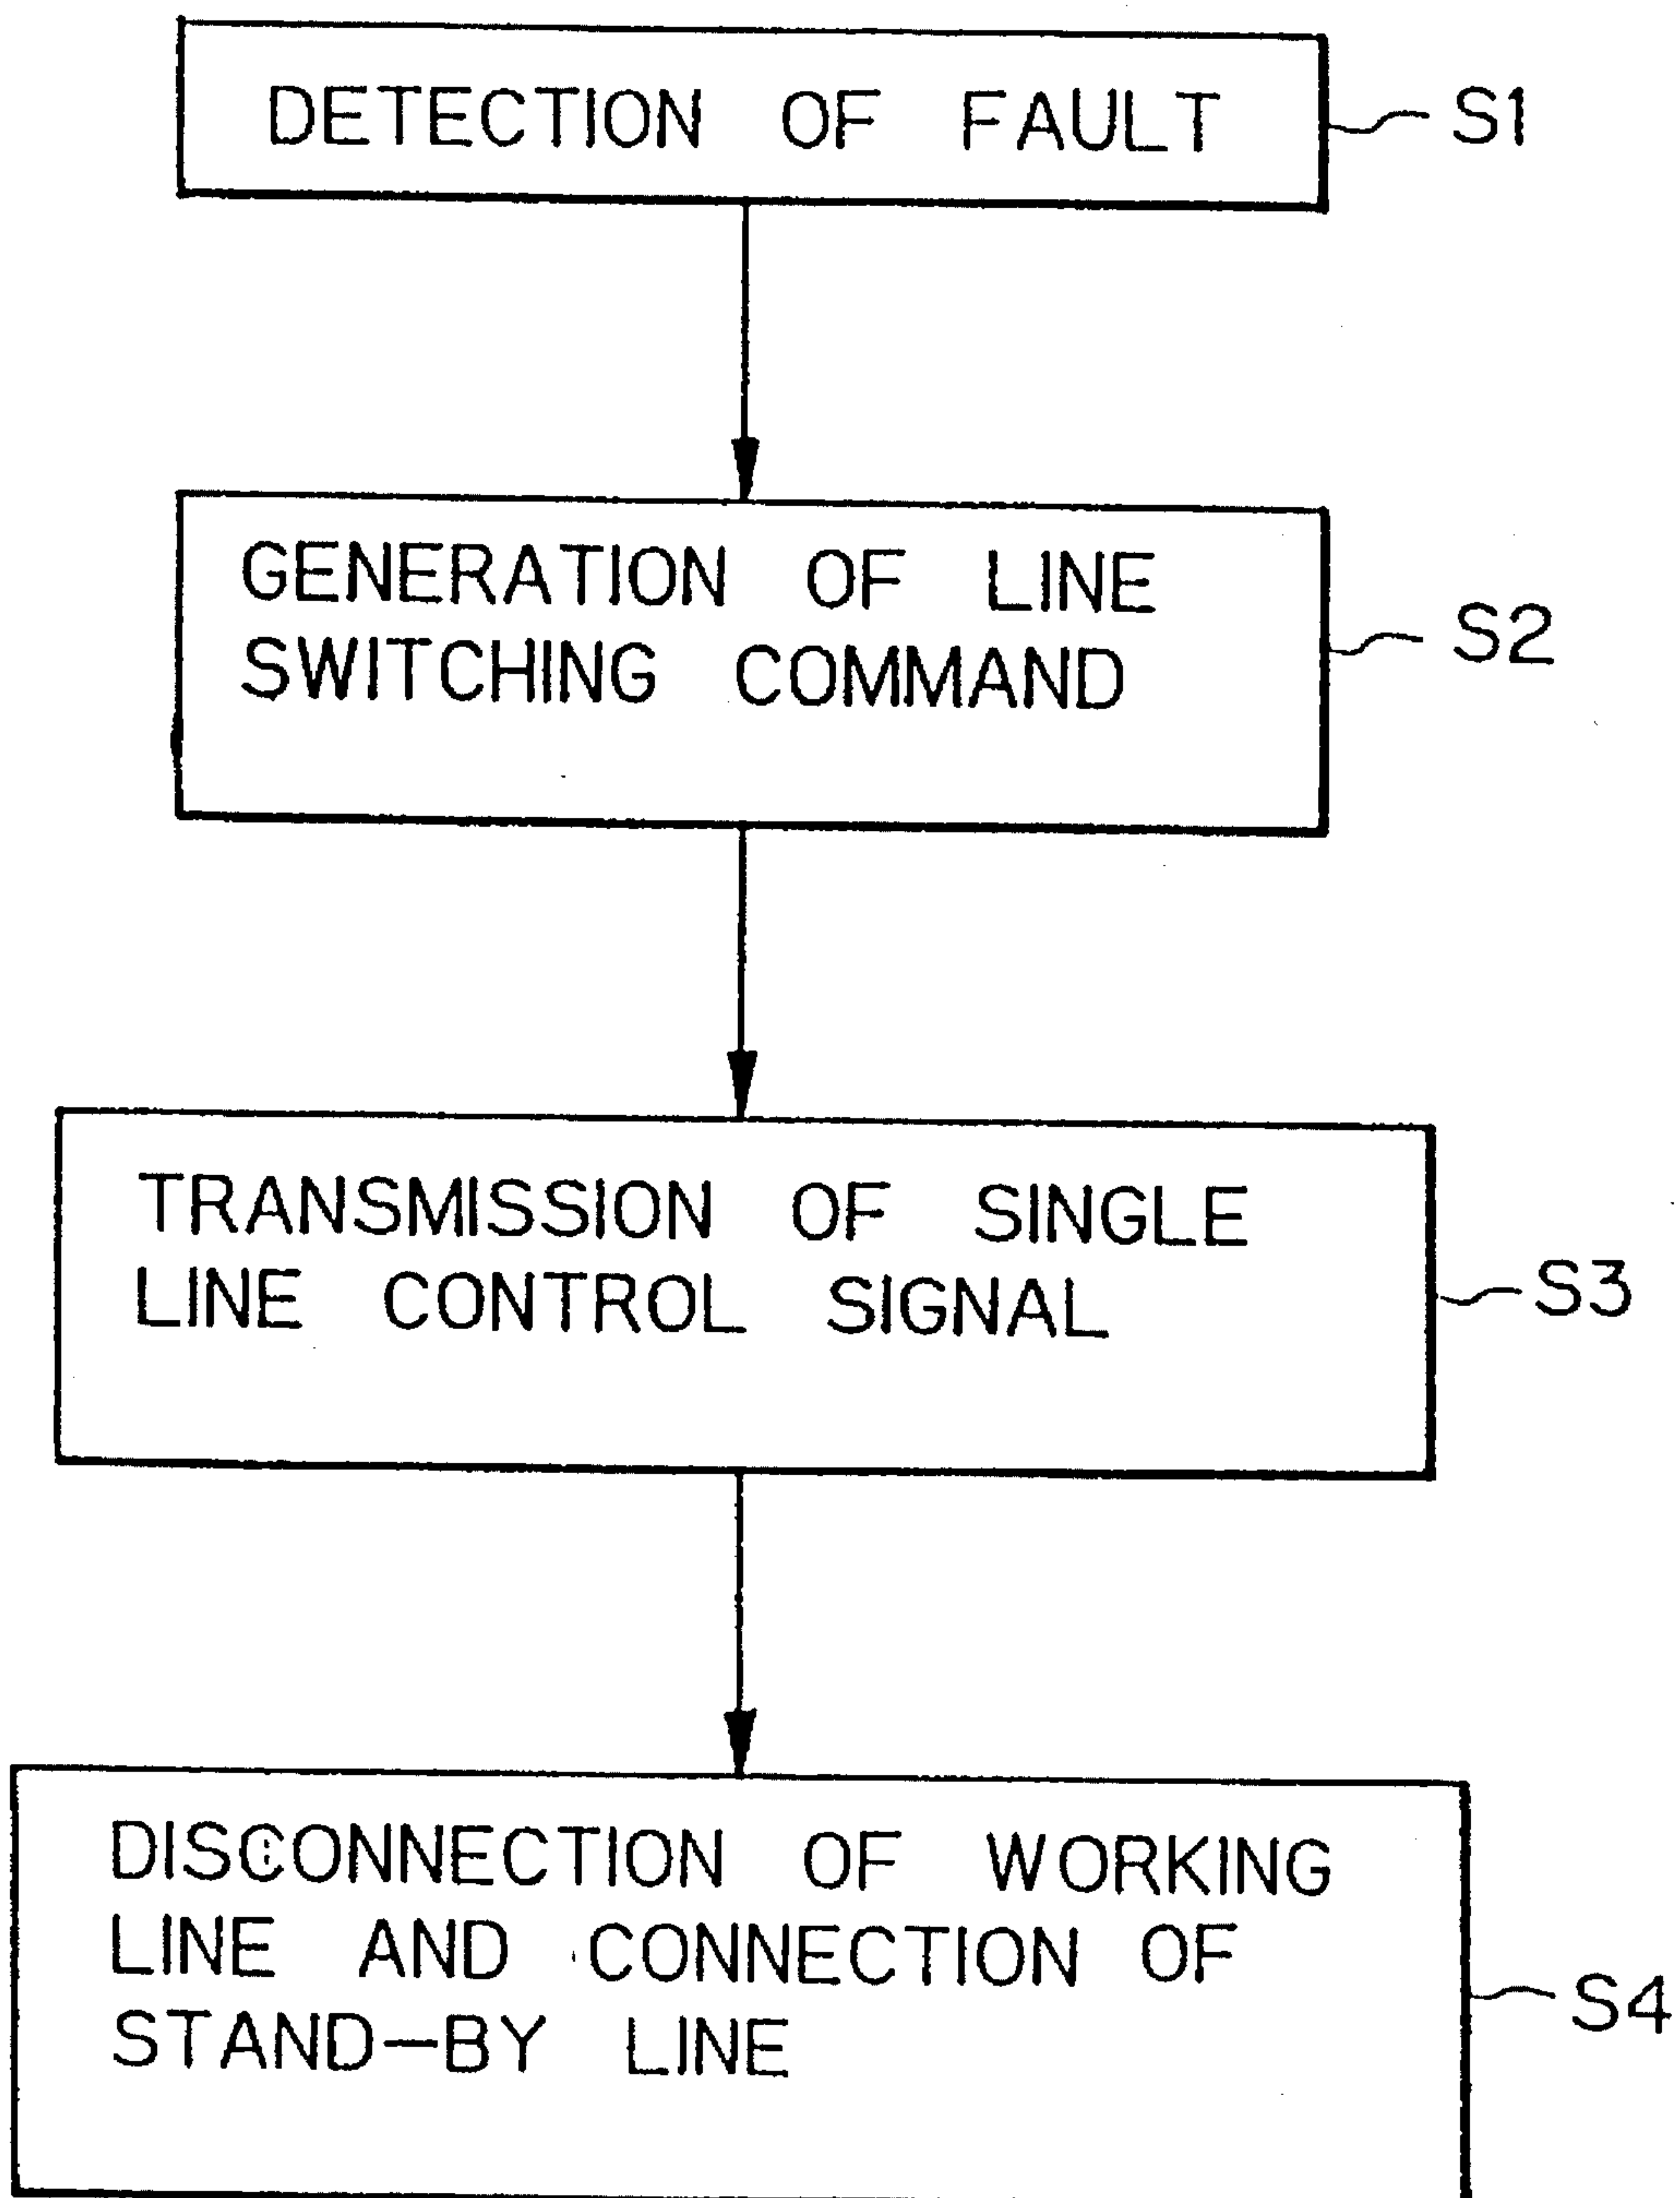 DETECTION OF FAULT
S1
GENERATION OF LINE
SWITCHING COMMAND
S2
TRANSMISSION OF SINGLE
LINE CONTROL SIGNAL
S3
DISCONNECTION OF WORKING
LINE AND CONNECTION OF
STAND-BY LINE
S4